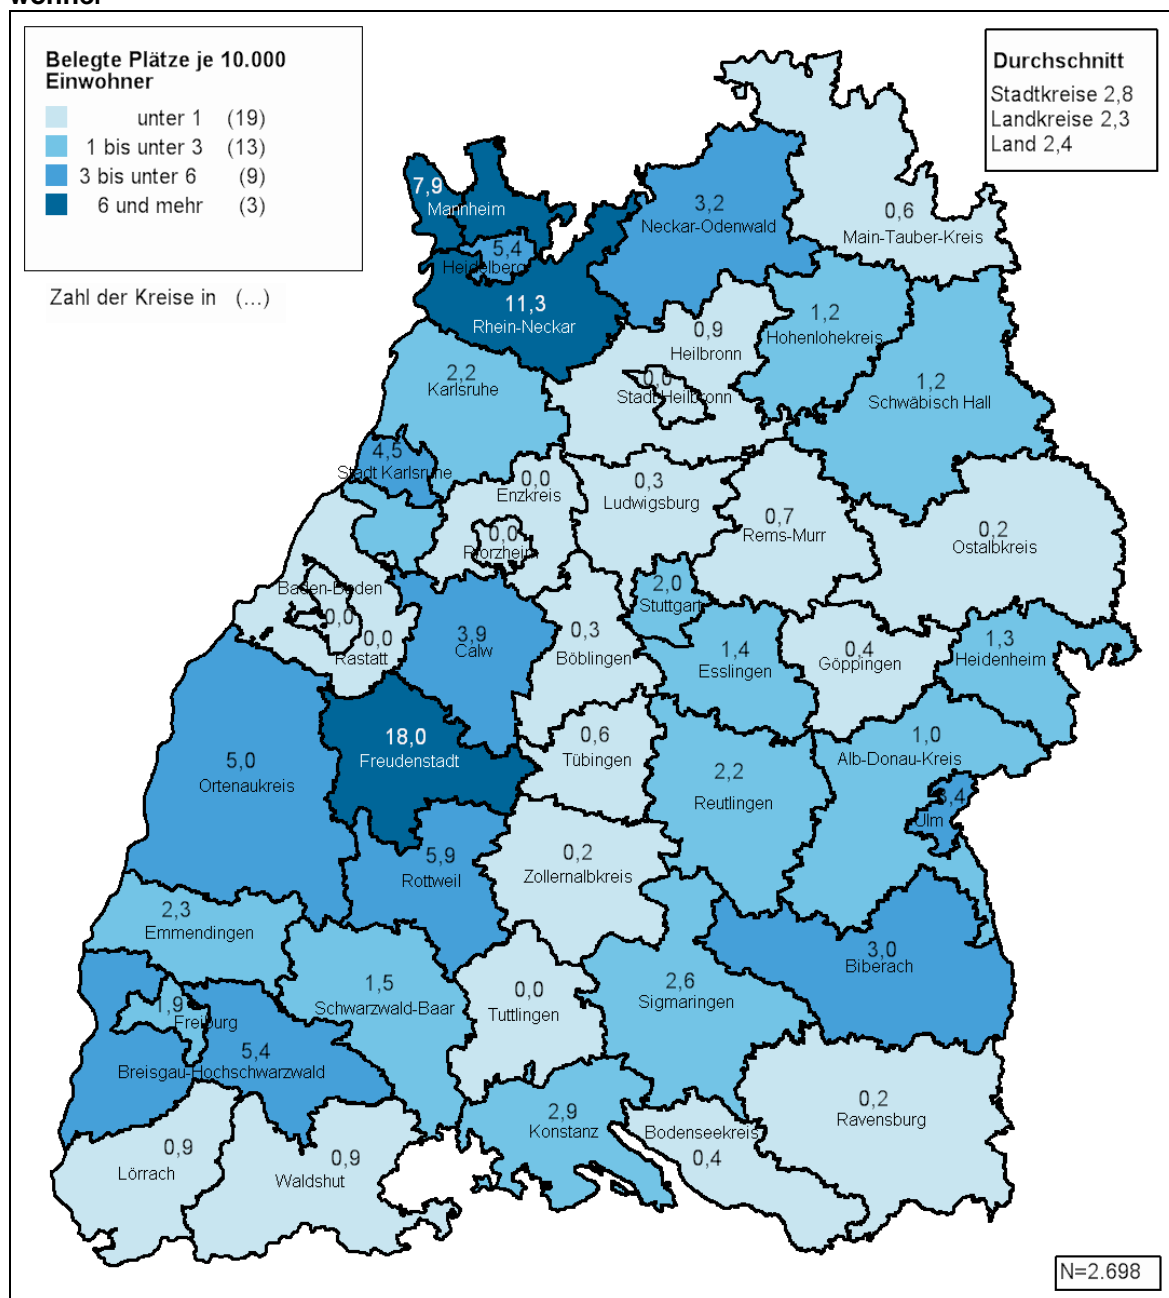 Belegte Plätze je 10.000
Einwohner
unter 1 (19)
1 bis unter 3 (13)
3 bis unter 6 (9)
6 und mehr (3)
Zahl der Kreise in (...)
Durchschnitt
Stadtkreise 2,8
Landkreise 2,3
Land 2,4
7,9
Mannheim
5,4
Heidelberg
11,3
Rhein-Neckar
3,2
Neckar-Odenwald
0,6
Main-Tauber-Kreis
0,9
Heilbronn
0,0
Stadt Heilbronn
1,2
Hohenlohekreis
1,2
Schwäbisch Hall
2,2
Karlsruhe
4,5
Stadt Karlsruhe
0,0
Enzkreis
0,0
Pforzheim
0,3
Ludwigsburg
0,7
Rems-Murr
0,2
Ostalbkreis
Baden-Baden
0,0
0,0
Rastatt
3,9
Calw
0,3
Böblingen
2,0
Stuttgart
1,4
Esslingen
0,4
Göppingen
1,3
Heidenheim
5,0
Ortenaukreis
18,0
Freudenstadt
0,6
Tübingen
2,2
Reutlingen
1,0
Alb-Donau-Kreis
3,4
Ulm
5,9
Rottweil
0,2
Zollernalbkreis
2,3
Emmendingen
1,5
Schwarzwald-Baar
0,0
Tuttlingen
2,6
Sigmaringen
3,0
Biberach
1,9
Freiburg
5,4
Breisgau-Hochschwarzwald
0,9
Lörrach
0,9
Waldshut
2,9
Konstanz
Bodenseekreis
0,4
0,2
Ravensburg
N=2.698